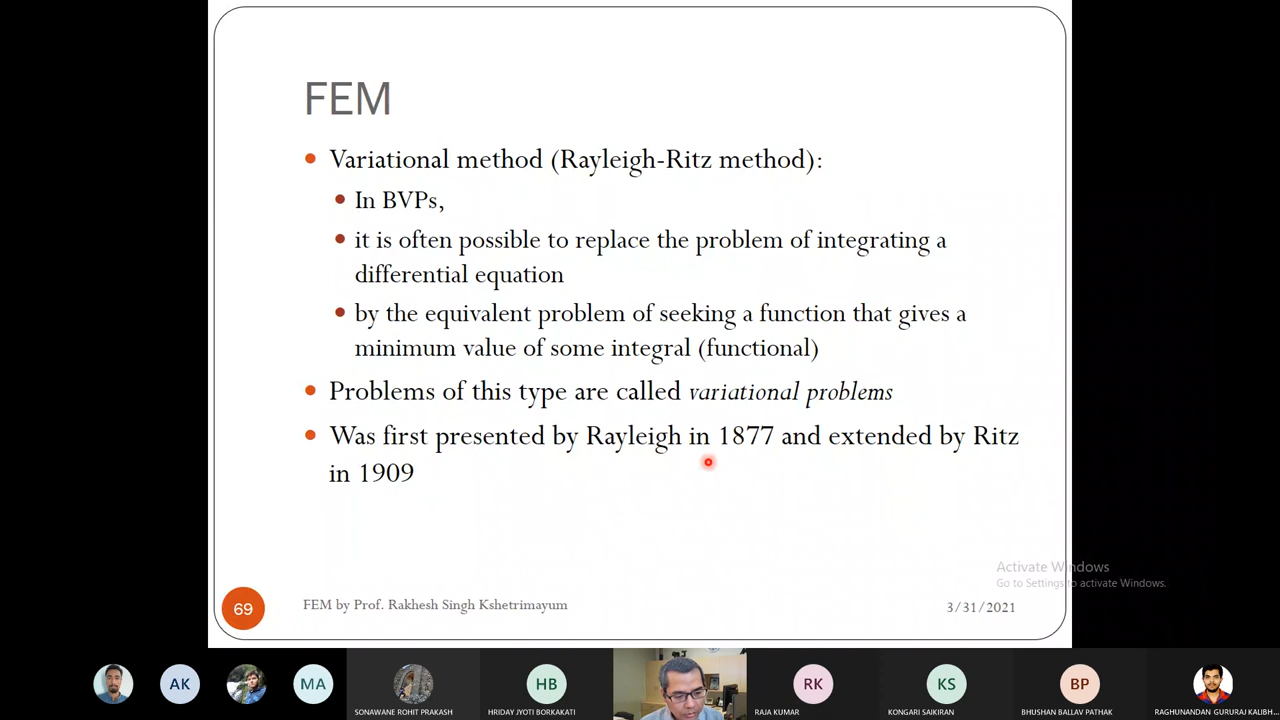 FEM
Variational method (Rayleigh-Ritz method):
In BVPs,
it is often possible to replace the problem of integrating a
differential equation
by the equivalent problem of seeking a function that gives a
minimum value of some integral (functional)
Problems of this type are called variational problems
Was first presented by Rayleigh in 1877 and extended by Ritz
in 1909
Activate Windows
Go to Settings to activate Windows.
69
FEM by Prof. Rakhesh Singh Kshetrimayum
3/31/2021
AK
MA
HB
RK
KS
BP
SONAWANE ROHIT PRAKASH
HRIDAY JYOTI BORKAKATI
RAJA KUMAR
KONGARI SAIKIRAN
BHUSHAN BALLAV PATHAK
RAGHUNANDAN GURURAJ KALIBH...